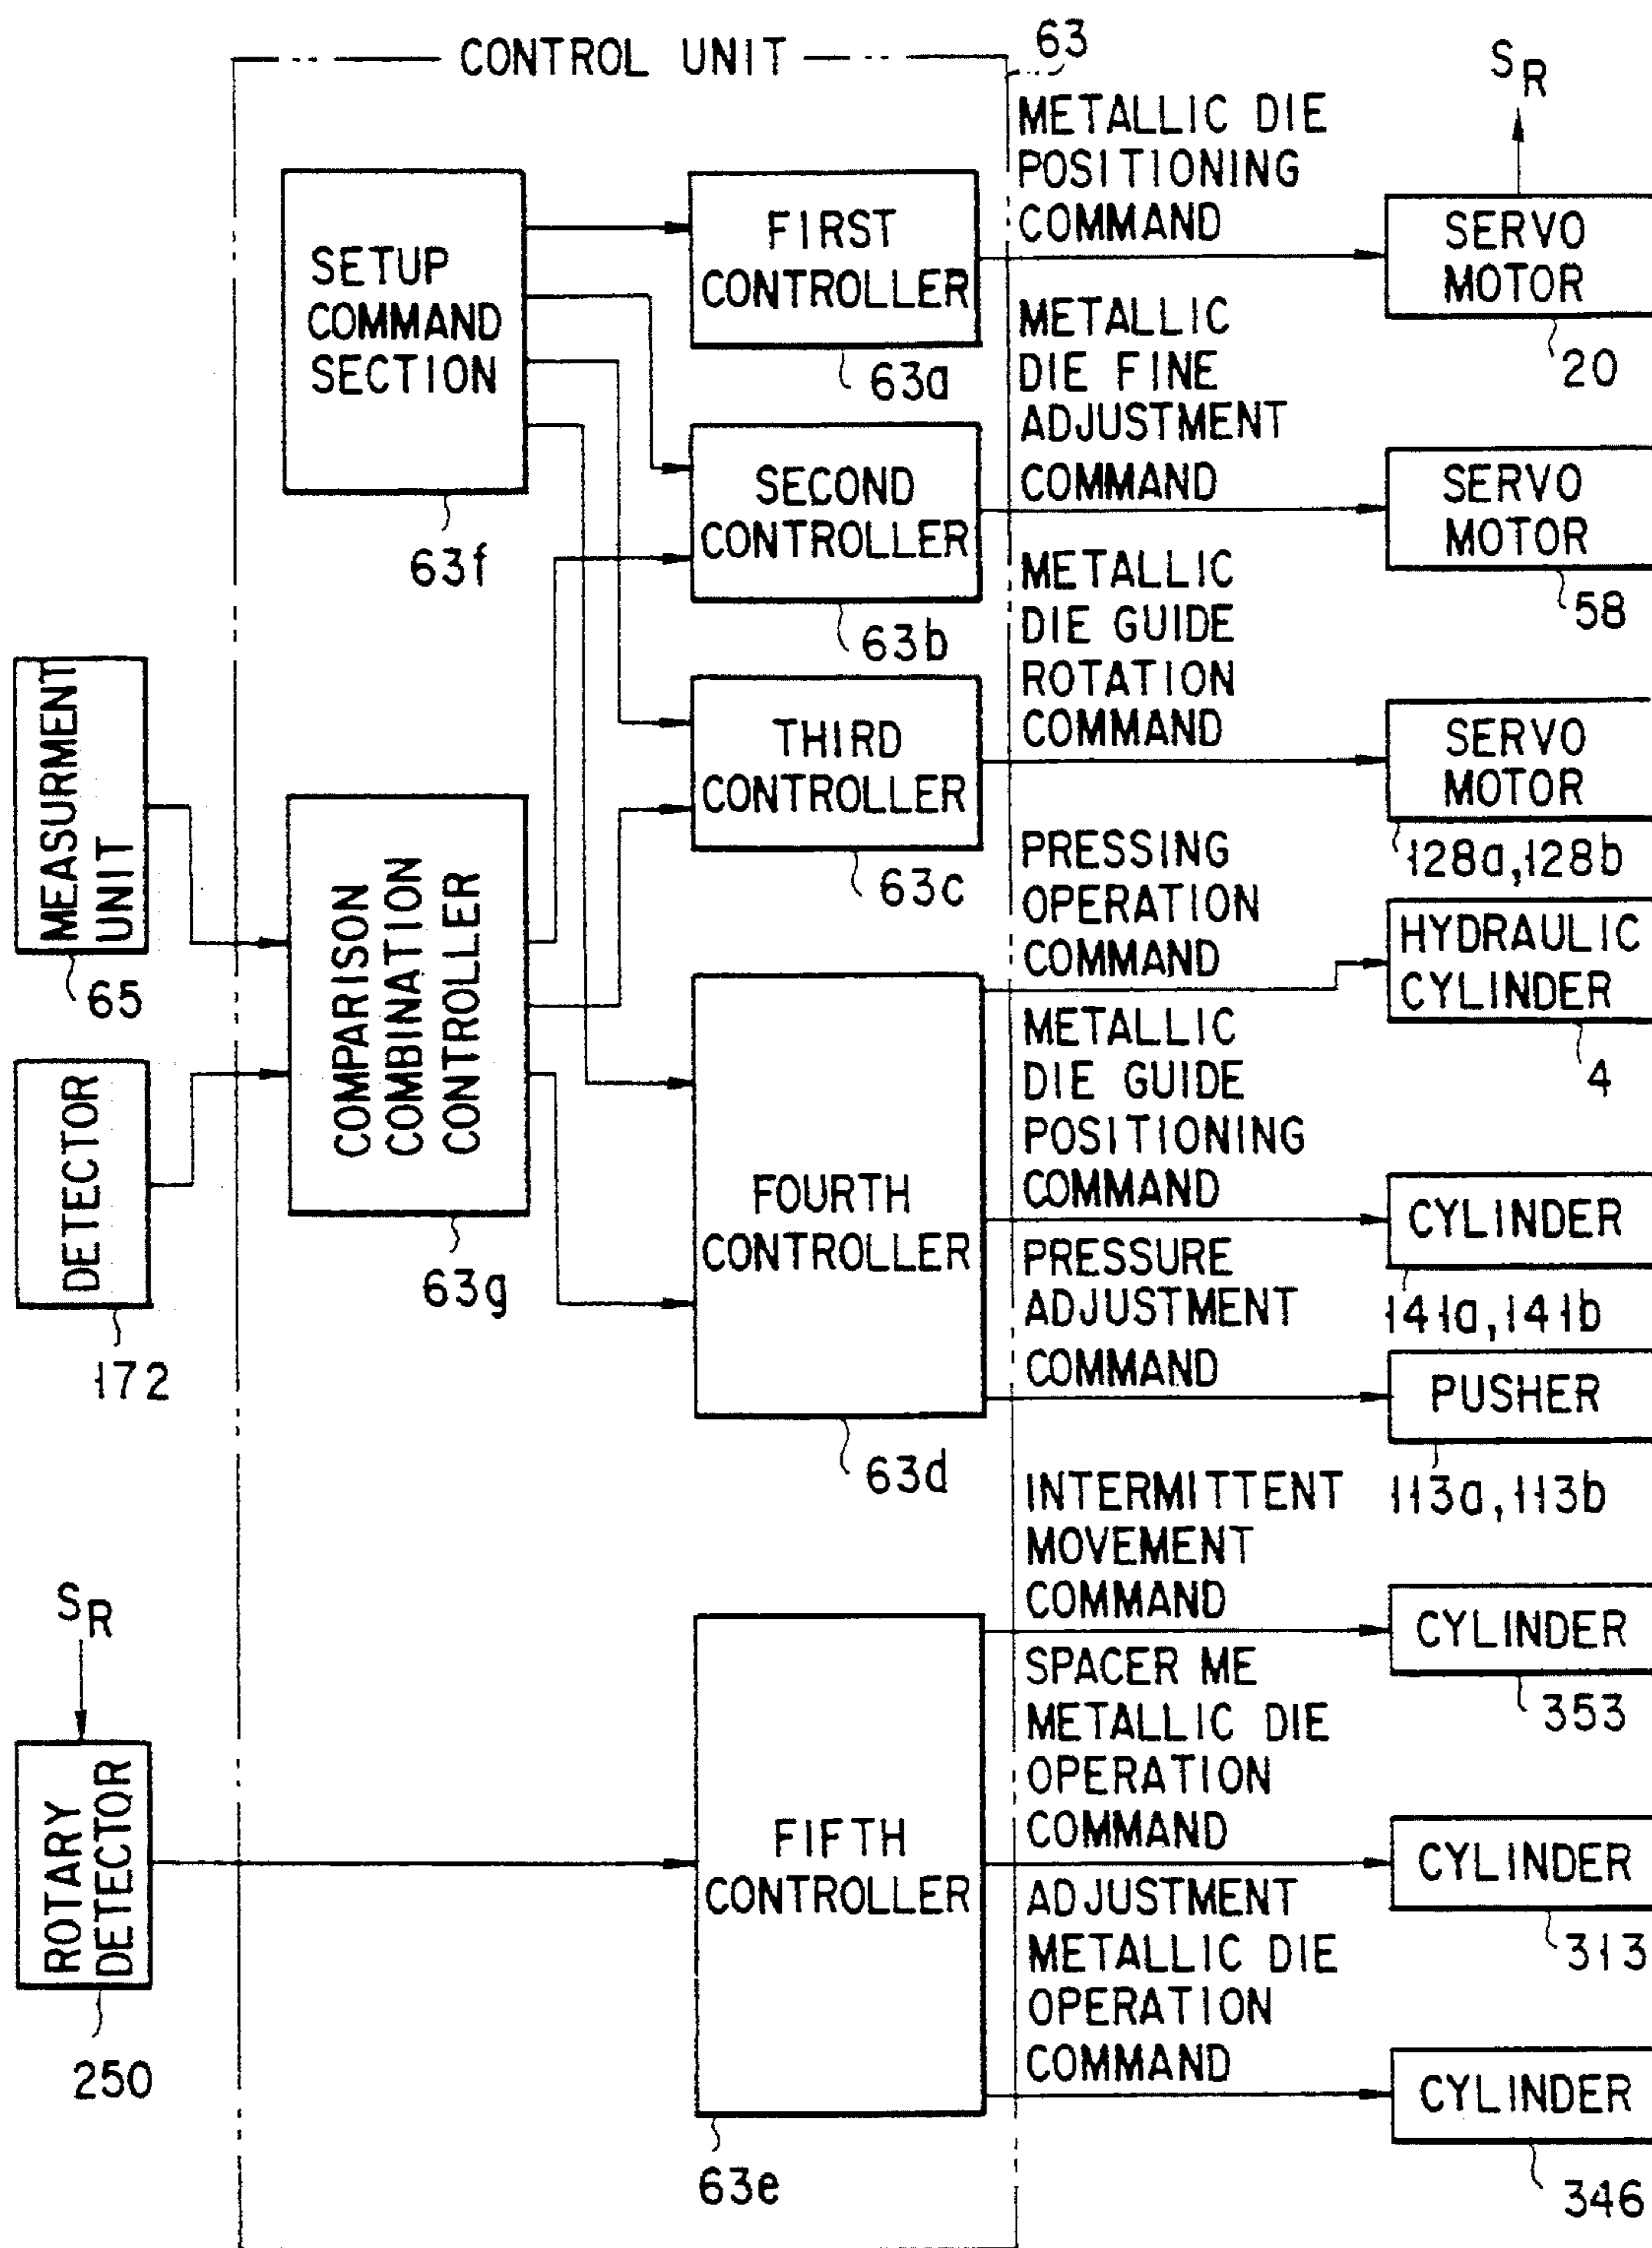 CONTROL UNIT
63
SETUP
COMMAND
SECTION
63f
FIRST
CONTROLLER
63a
METALLIC DIE
POSITIONING
COMMAND
SR
SERVO
MOTOR
20
SECOND
CONTROLLER
63b
METALLIC
DIE FINE
ADJUSTMENT
COMMAND
SERVO
MOTOR
58
THIRD
CONTROLLER
63c
METALLIC
DIE GUIDE
ROTATION
COMMAND
SERVO
MOTOR
128a,128b
MEASURMENT
UNIT
65
DETECTOR
172
COMPARISON
COMBINATION
CONTROLLER
63g
FOURTH
CONTROLLER
63d
PRESSING
OPERATION
COMMAND
HYDRAULIC
CYLINDER
4
METALLIC
DIE GUIDE
POSITIONING
COMMAND
CYLINDER
141a,141b
PRESSURE
ADJUSTMENT
COMMAND
PUSHER
113a,113b
SR
ROTARY
DETECTOR
250
FIFTH
CONTROLLER
63e
INTERMITTENT
MOVEMENT
COMMAND
CYLINDER
353
SPACER ME
METALLIC DIE
OPERATION
COMMAND
CYLINDER
313
ADJUSTMENT
METALLIC DIE
OPERATION
COMMAND
CYLINDER
346